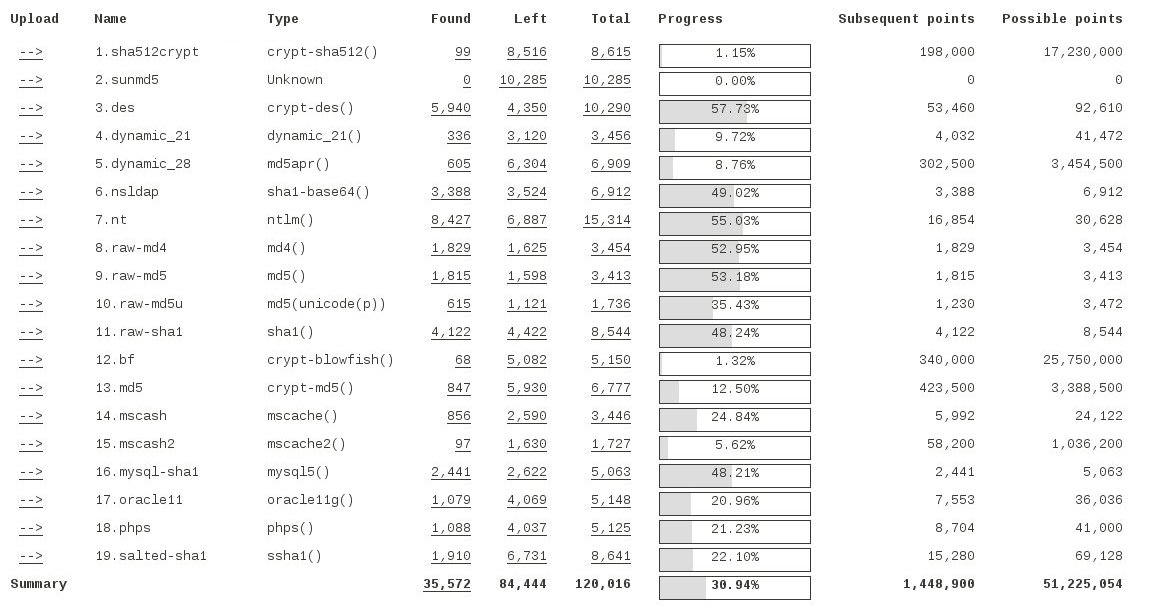 Upload Name Type Found Left Total Progress Subsequent points Possible points
--> 1.sha512crypt crypt-sha512() 99 8,516 8,615 1.15% 198,000 17,230,000
--> 2.sunmd5 Unknown 0 10,285 10,285 0.00% 0 0
--> 3.des crypt-des() 5,940 4,350 10,290 57.73% 53,460 92,610
--> 4.dynamic_21 dynamic_21() 336 3,120 3,456 9.72% 4,032 41,472
--> 5.dynamic_28 md5apr() 605 6,304 6,909 8.76% 302,500 3,454,500
--> 6.nsldap sha1-base64() 3,388 3,524 6,912 49.02% 3,388 6,912
--> 7.nt ntlm() 8,427 6,887 15,314 55.03% 16,854 30,628
--> 8.raw-md4 md4() 1,829 1,625 3,454 52.95% 1,829 3,454
--> 9.raw-md5 md5() 1,815 1,598 3,413 53.18% 1,815 3,413
--> 10.raw-md5u md5(unicode(p)) 615 1,121 1,736 35.43% 1,230 3,472
--> 11.raw-sha1 sha1() 4,122 4,422 8,544 48.24% 4,122 8,544
--> 12.bf crypt-blowfish() 68 5,082 5,150 1.32% 340,000 25,750,000
--> 13.md5 crypt-md5() 847 5,930 6,777 12.50% 423,500 3,388,500
--> 14.mscash mscache() 856 2,590 3,446 24.84% 5,992 24,122
--> 15.mscash2 mscache2() 97 1,630 1,727 5.62% 58,200 1,036,200
--> 16.mysql-sha1 mysql5() 2,441 2,622 5,063 48.21% 2,441 5,063
--> 17.oracle11 oracle11g() 1,079 4,069 5,148 20.96% 7,553 36,036
--> 18.phps phps() 1,088 4,037 5,125 21.23% 8,704 41,000
--> 19.salted-sha1 ssha1() 1,910 6,731 8,641 22.10% 15,280 69,128
Summary 35,572 84,444 120,016 30.94% 1,448,900 51,225,054